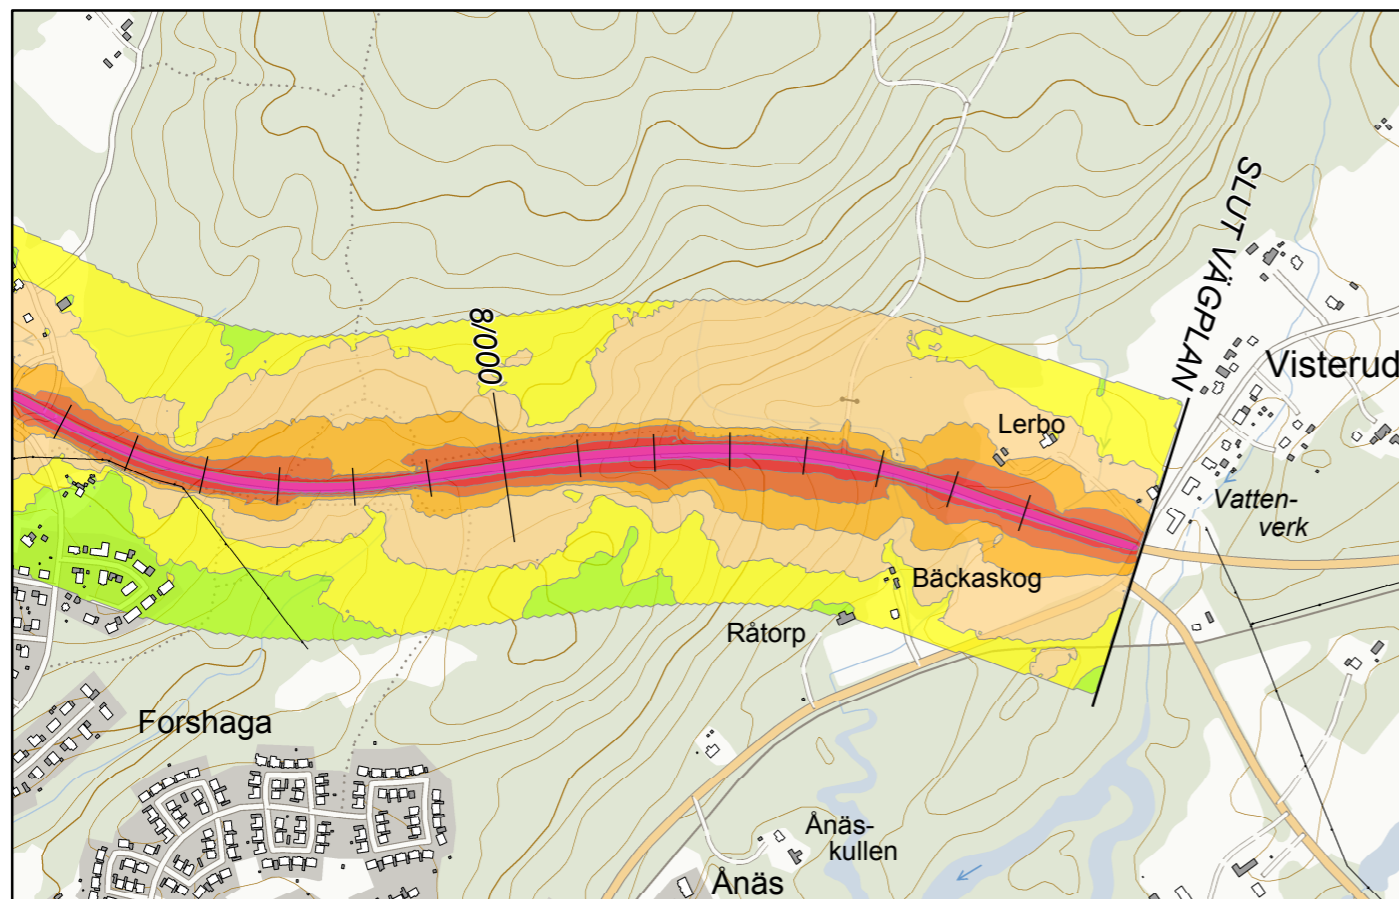 SLUT VÄGPLAN
8/000
Visterud
Lerbo
Vatten-
verk
Bäckaskog
Råtorp
Forshaga
Ånäs-
kullen
Ånäs